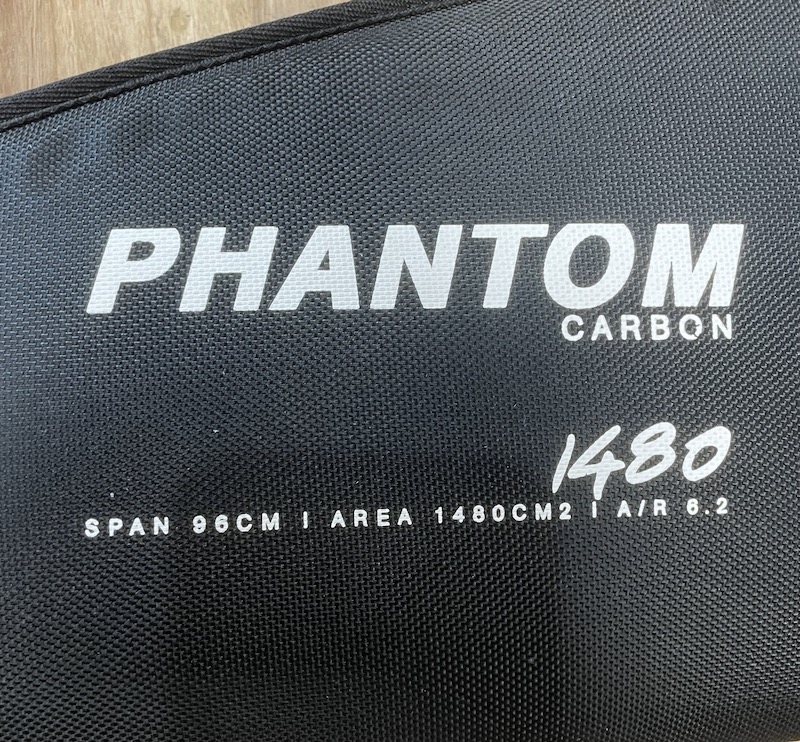 PHANTOM
CARBON
1480
SPAN 96CM | AREA 1480CM2 | A/R 6.2